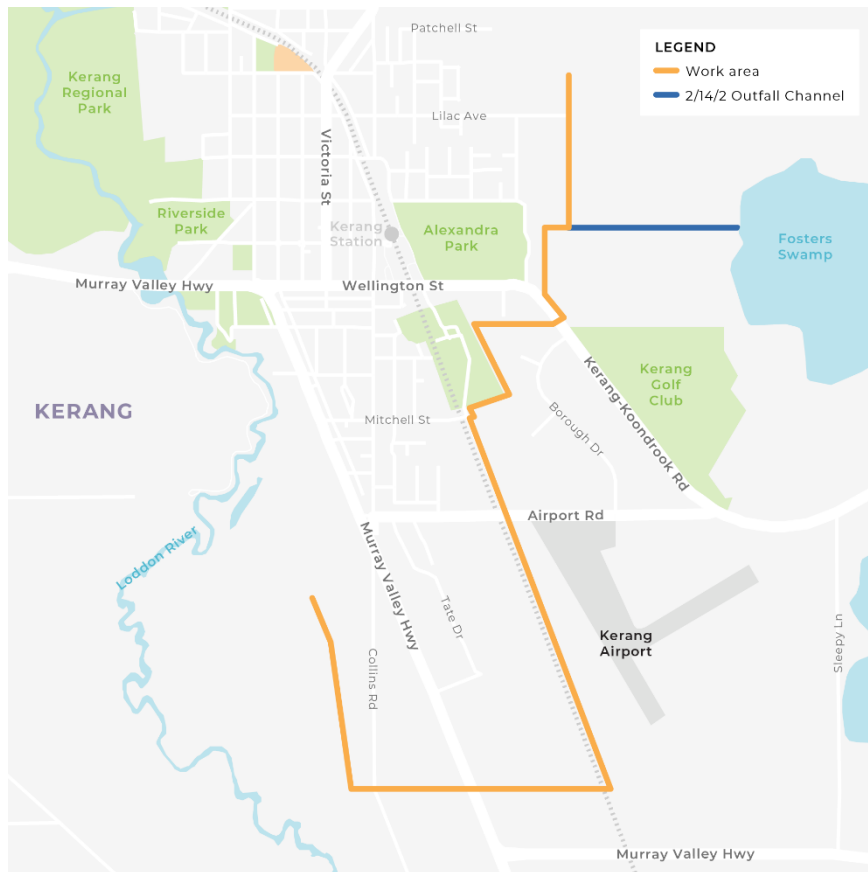 Patchell St
LEGEND
Work area
2/14/2 Outfall Channel
Kerang
Regional
Park
Lilac Ave
Victoria St
Riverside
Park
Kerang
Station
Alexandra
Park
Fosters
Swamp
Murray Valley Hwy
Wellington St
Kerang
Golf
Club
Kerang-Koondrook Rd
KERANG
Mitchell St
Borough Dr
Airport Rd
Loddon River
Murray Valley Hwy
Tate Dr
Kerang
Airport
Sleepy Ln
Collins Rd
Murray Valley Hwy